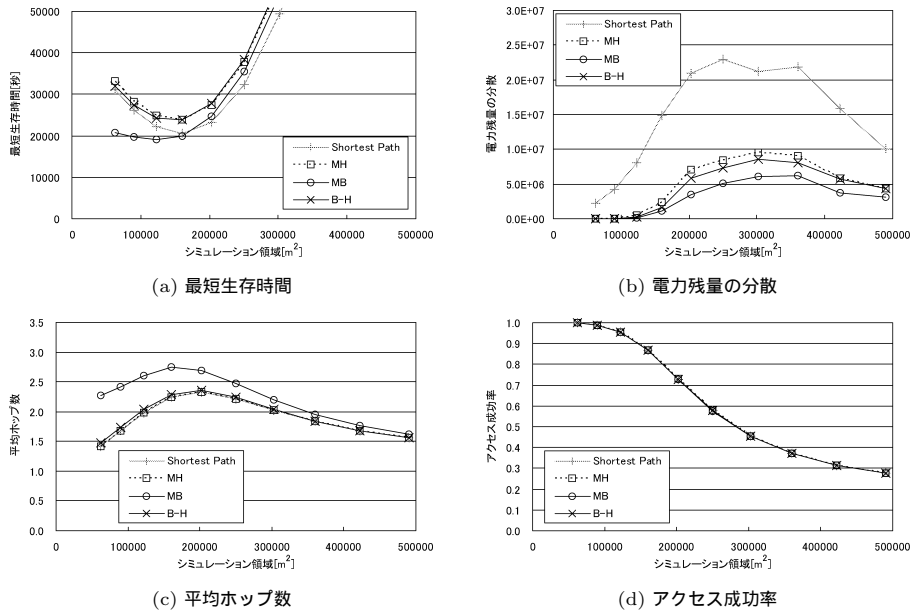 50000
40000
30000
20000
10000
0
最短生存時間[秒]
Shortest Path
MH
MB
B-H
0 100000 200000 300000 400000 500000
シミュレーション領域[m²]
(a) 最短生存時間
3.0E+07
2.5E+07
2.0E+07
1.5E+07
1.0E+07
5.0E+06
0.0E+00
電力残量の分散
Shortest Path
MH
MB
B-H
0 100000 200000 300000 400000 500000
シミュレーション領域[m²]
(b) 電力残量の分散
3.5
3.0
2.5
2.0
1.5
1.0
0.5
0.0
平均ホップ数
Shortest Path
MH
MB
B-H
0 100000 200000 300000 400000 500000
シミュレーション領域[m²]
(c) 平均ホップ数
1.0
0.9
0.8
0.7
0.6
0.5
0.4
0.3
0.2
0.1
0.0
アクセス成功率
Shortest Path
MH
MB
B-H
0 100000 200000 300000 400000 500000
シミュレーション領域[m²]
(d) アクセス成功率